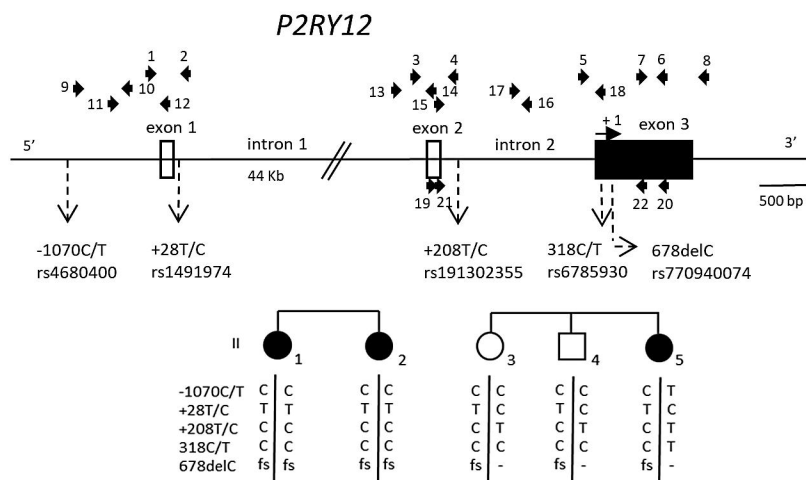 P2RY12
1 2 3 4 5 7 6 8
9 10 13 14 17 18
11 12 15 16
exon 1 exon 2 + 1 exon 3
5’ intron 1 intron 2 3’
44 Kb
19 21 22 20 500 bp
-1070C/T +28T/C +208T/C 318C/T 678delC
rs4680400 rs1491974 rs191302355 rs6785930 rs770940074
II 1 2 3 4 5
-1070C/T C C C C C C C C C T
+28T/C T T T T T C T C T C
+208T/C C C C C C T C T C T
318C/T C C C C C C C C C T
678delC fs fs fs fs fs - fs - fs -